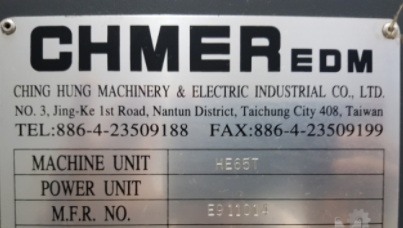 CHMER EDM
CHING HUNG MACHINERY & ELECTRIC INDUSTRIAL CO., LTD.
NO. 3, Jing-Ke 1st Road, Nantun District, Taichung City 408, Taiwan
TEL:886-4-23509188 FAX:886-4-23509199
MACHINE UNIT
POWER UNIT
M.F.R. NO.